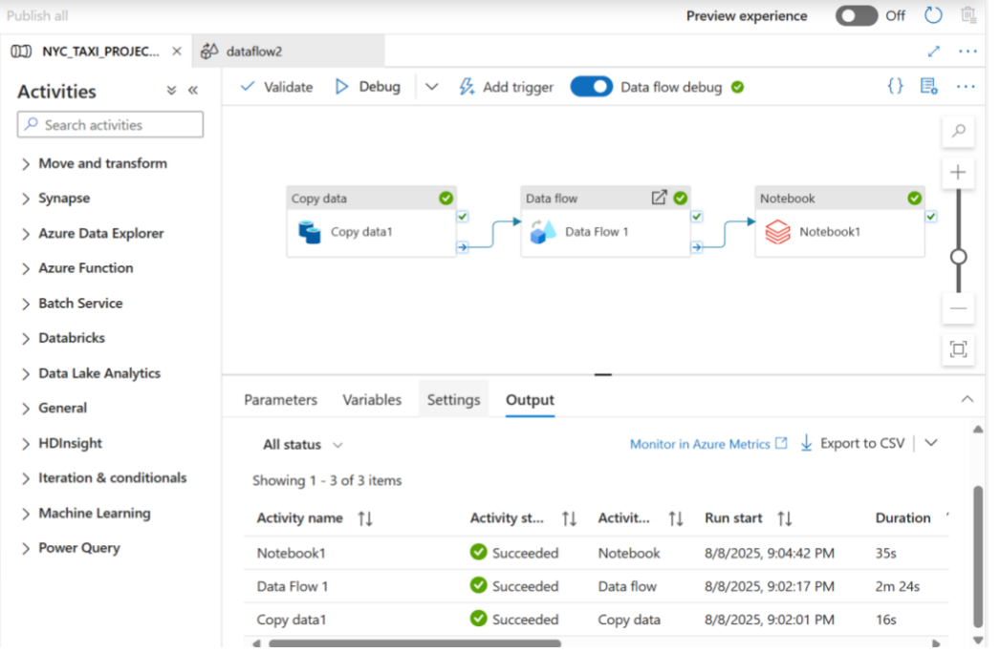 Publish all
Preview experience Off
NYC_TAXI_PROJEC... dataflow2
Activities
Validate Debug Add trigger Data flow debug
Search activities
Move and transform
Synapse
Azure Data Explorer
Azure Function
Batch Service
Databricks
Data Lake Analytics
General
HDInsight
Iteration & conditionals
Machine Learning
Power Query
Copy data
Copy data1
Data flow
Data Flow 1
Notebook
Notebook1
Parameters Variables Settings Output
All status Monitor in Azure Metrics Export to CSV
Showing 1 - 3 of 3 items
Activity name Activity st... Activit... Run start Duration
Notebook1 Succeeded Notebook 8/8/2025, 9:04:42 PM 35s
Data Flow 1 Succeeded Data flow 8/8/2025, 9:02:17 PM 2m 24s
Copy data1 Succeeded Copy data 8/8/2025, 9:02:01 PM 16s